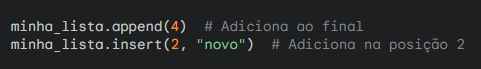 minha_lista.append(4)  # Adiciona ao final
minha_lista.insert(2, "novo")  # Adiciona na posição 2